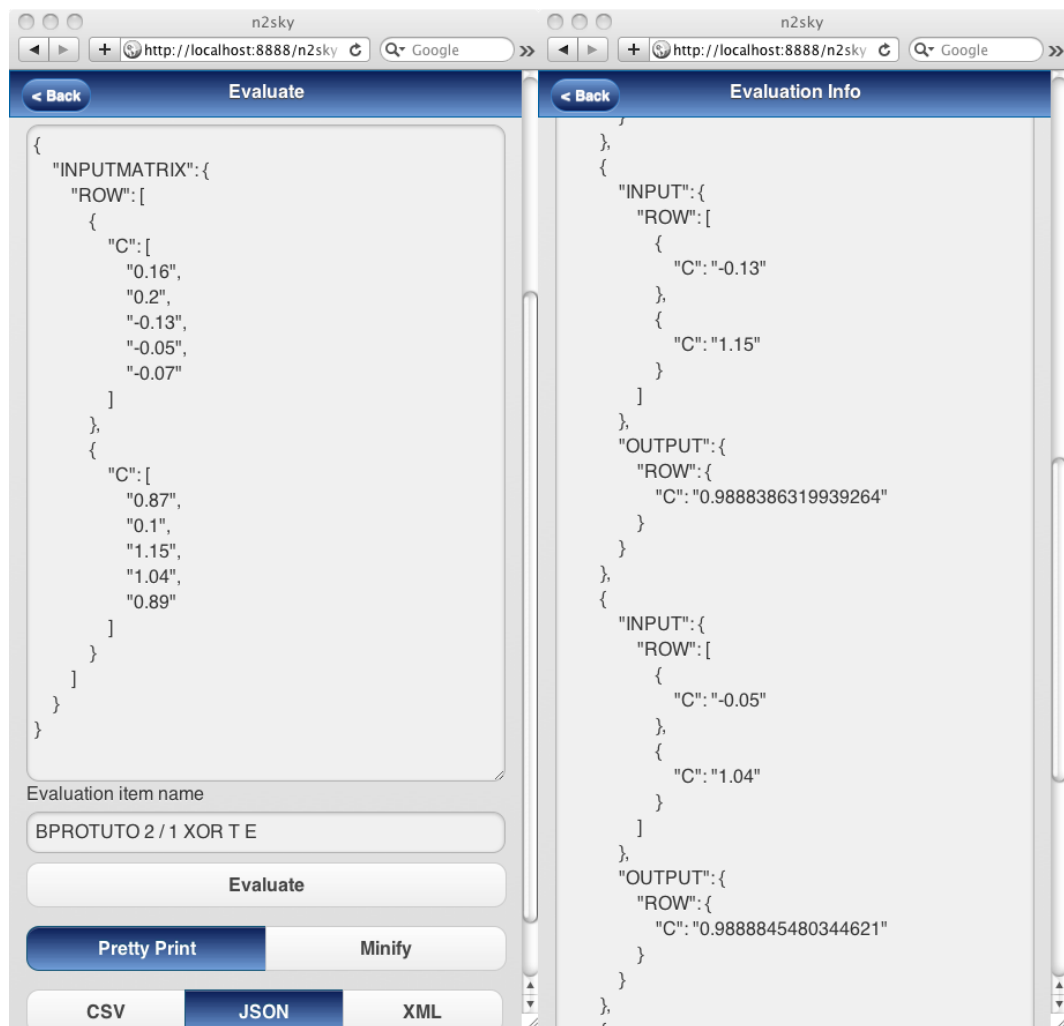 n2sky
http://localhost:8888/n2sky
Google
< Back
Evaluate
{
"INPUTMATRIX": {
"ROW": [
{
"C": [
"0.16",
"0.2",
"-0.13",
"-0.05",
"-0.07"
]
},
{
"C": [
"0.87",
"0.1",
"1.15",
"1.04",
"0.89"
]
}
]
}
}
Evaluation item name
BPROTUTO 2 / 1 XOR T E
Evaluate
Pretty Print
Minify
CSV
JSON
XML
n2sky
http://localhost:8888/n2sky
Google
< Back
Evaluation Info
}
},
{
"INPUT": {
"ROW": [
{
"C": "-0.13"
},
{
"C": "1.15"
}
]
},
"OUTPUT": {
"ROW": {
"C": "0.9888386319939264"
}
}
},
{
"INPUT": {
"ROW": [
{
"C": "-0.05"
},
{
"C": "1.04"
}
]
},
"OUTPUT": {
"ROW": {
"C": "0.9888845480344621"
}
}
},